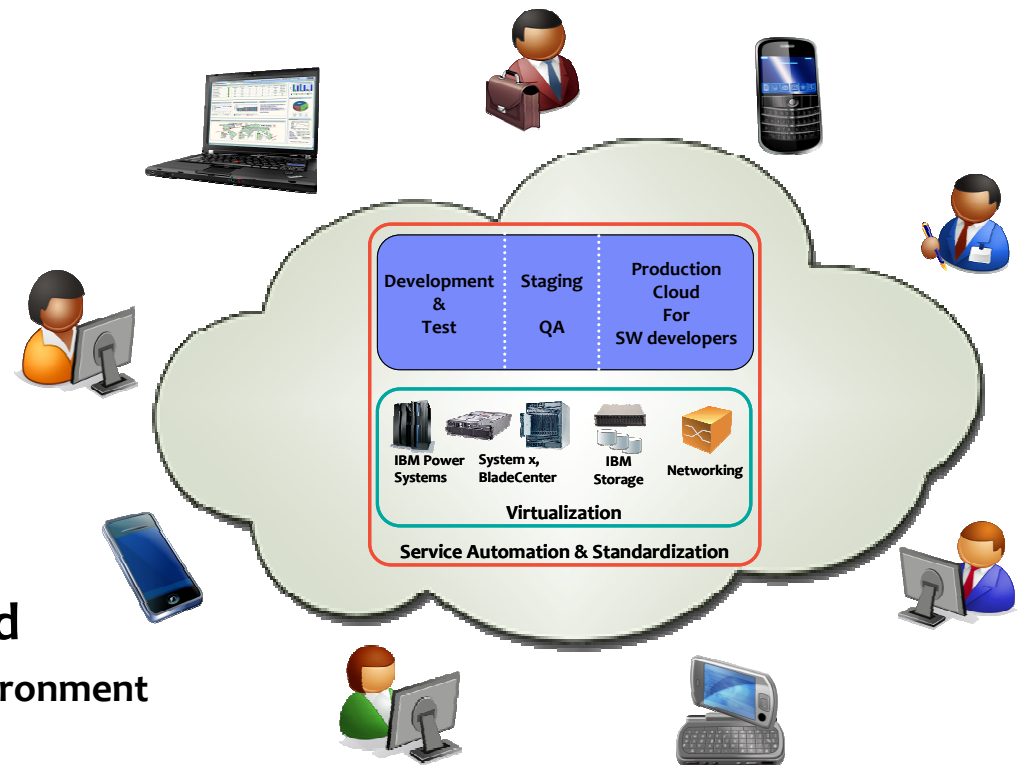 Development
&
Test
Staging
QA
Production
Cloud
For
SW developers
IBM Power
Systems
System x,
BladeCenter
IBM
Storage
Networking
Virtualization
Service Automation & Standardization
d
ronment